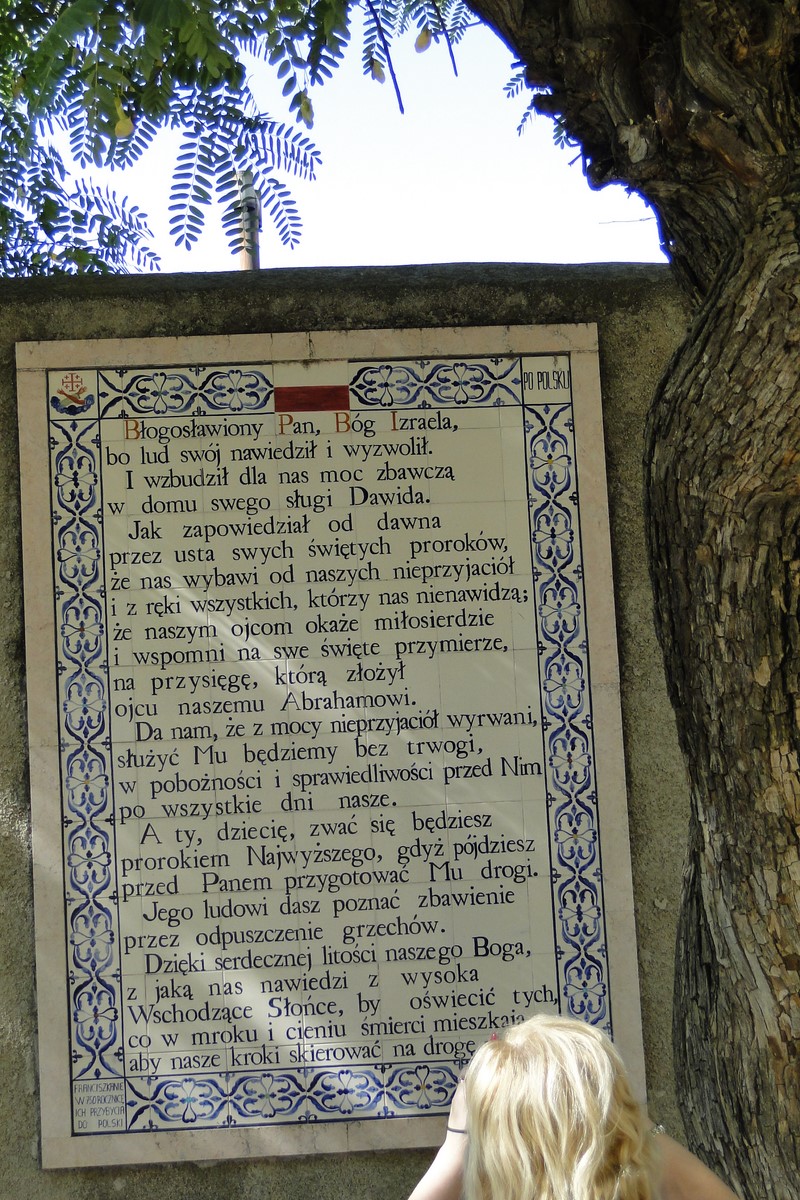 PO POLSKU
Błogosławiony Pan, Bóg Izraela,
bo lud swój nawiedził i wyzwolił.
I wzbudził dla nas moc zbawczą
w domu swego sługi Dawida.
Jak zapowiedział od dawna
przez usta swych świętych proroków,
że nas wybawi od naszych nieprzyjaciół
i z ręki wszystkich, którzy nas nienawidzą;
że naszym ojcom okaże miłosierdzie
i wspomni na swe święte przymierze,
na przysięgę, którą złożył
ojcu naszemu Abrahamowi.
Da nam, że z mocy nieprzyjaciół wyrwani,
służyć Mu będziemy bez trwogi,
w pobożności i sprawiedliwości przed Nim
po wszystkie dni nasze.
A ty, dziecię, zwać się będziesz
prorokiem Najwyższego, gdyż pójdziesz
przed Panem przygotować Mu drogi.
Jego ludowi dasz poznać zbawienie
przez odpuszczenie grzechów.
Dzięki serdecznej litości naszego Boga,
z jaką nas nawiedzi z wysoka
Wschodzące Słońce, by oświecić tych,
co w mroku i cieniu śmierci mieszkają
aby nasze kroki skierować na drogę
FRANCISZKANIE
W 750 ROCZNICĘ
ICH PRZYBYCIA
DO POLSKI